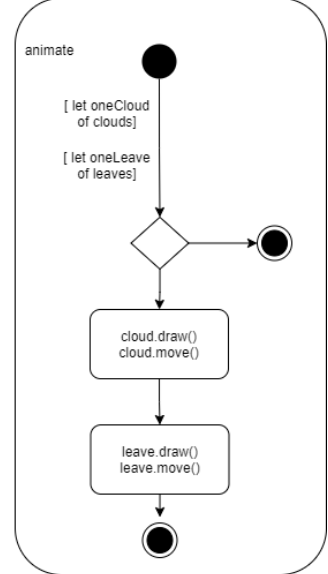 animate
[ let oneCloud
of clouds]
[ let oneLeave
of leaves]
cloud.draw()
cloud.move()
leave.draw()
leave.move()